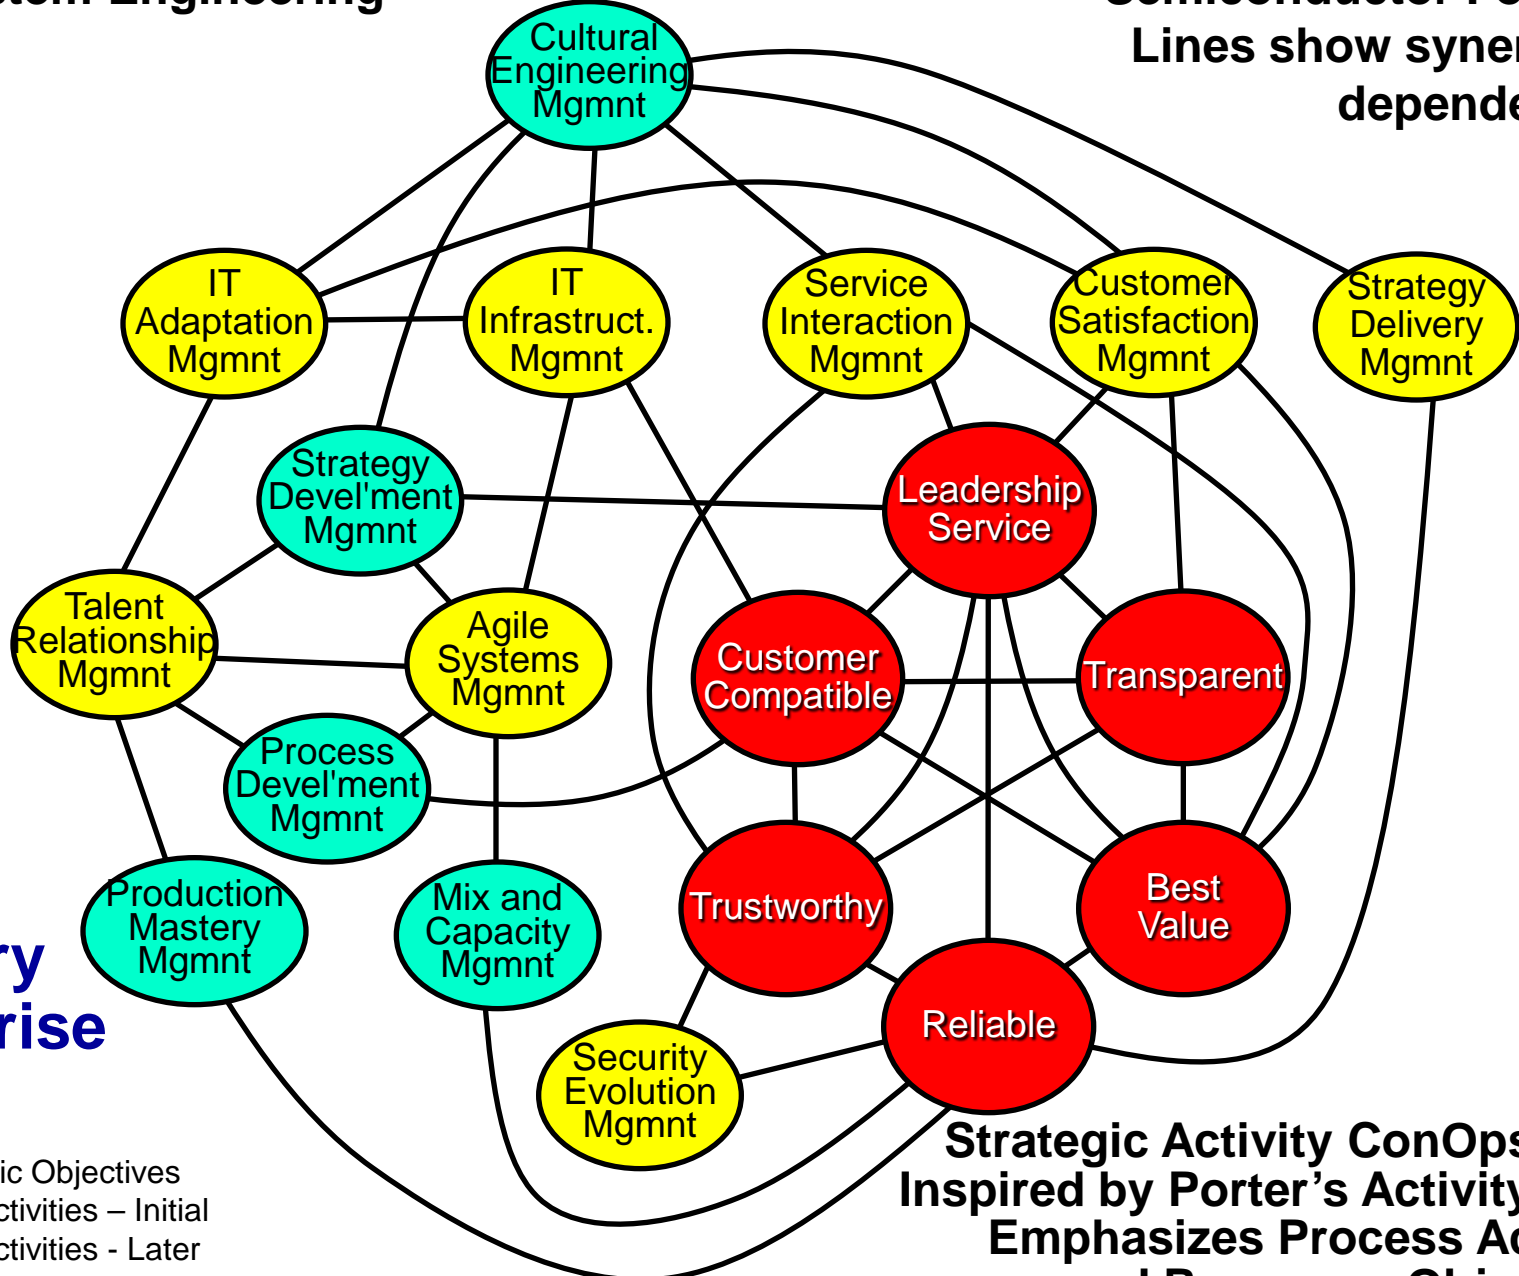 Engineering
Lines show
Cultural
Engineering
Mgmnt
IT
Adaptation
Mgmnt
IT
Infrastruct.
Mgmnt
Service
Interaction
Mgmnt
Customer
Satisfaction
Mgmnt
Strategy
Delivery
Mgmnt
Strategy
Devel'ment
Mgmnt
Leadership
Service
Talent
Relationship
Mgmnt
Agile
Systems
Mgmnt
Customer
Compatible
Transparent
Process
Devel'ment
Mgmnt
Production
Mastery
Mgmnt
Mix and
Capacity
Mgmnt
Trustworthy
Best
Value
ry
rise
Reliable
Security
Evolution
Mgmnt
ic Objectives
ctivities – Initial
ctivities - Later
Strategic Activity ConOps
Inspired by Porter’s Activity
Emphasizes Process